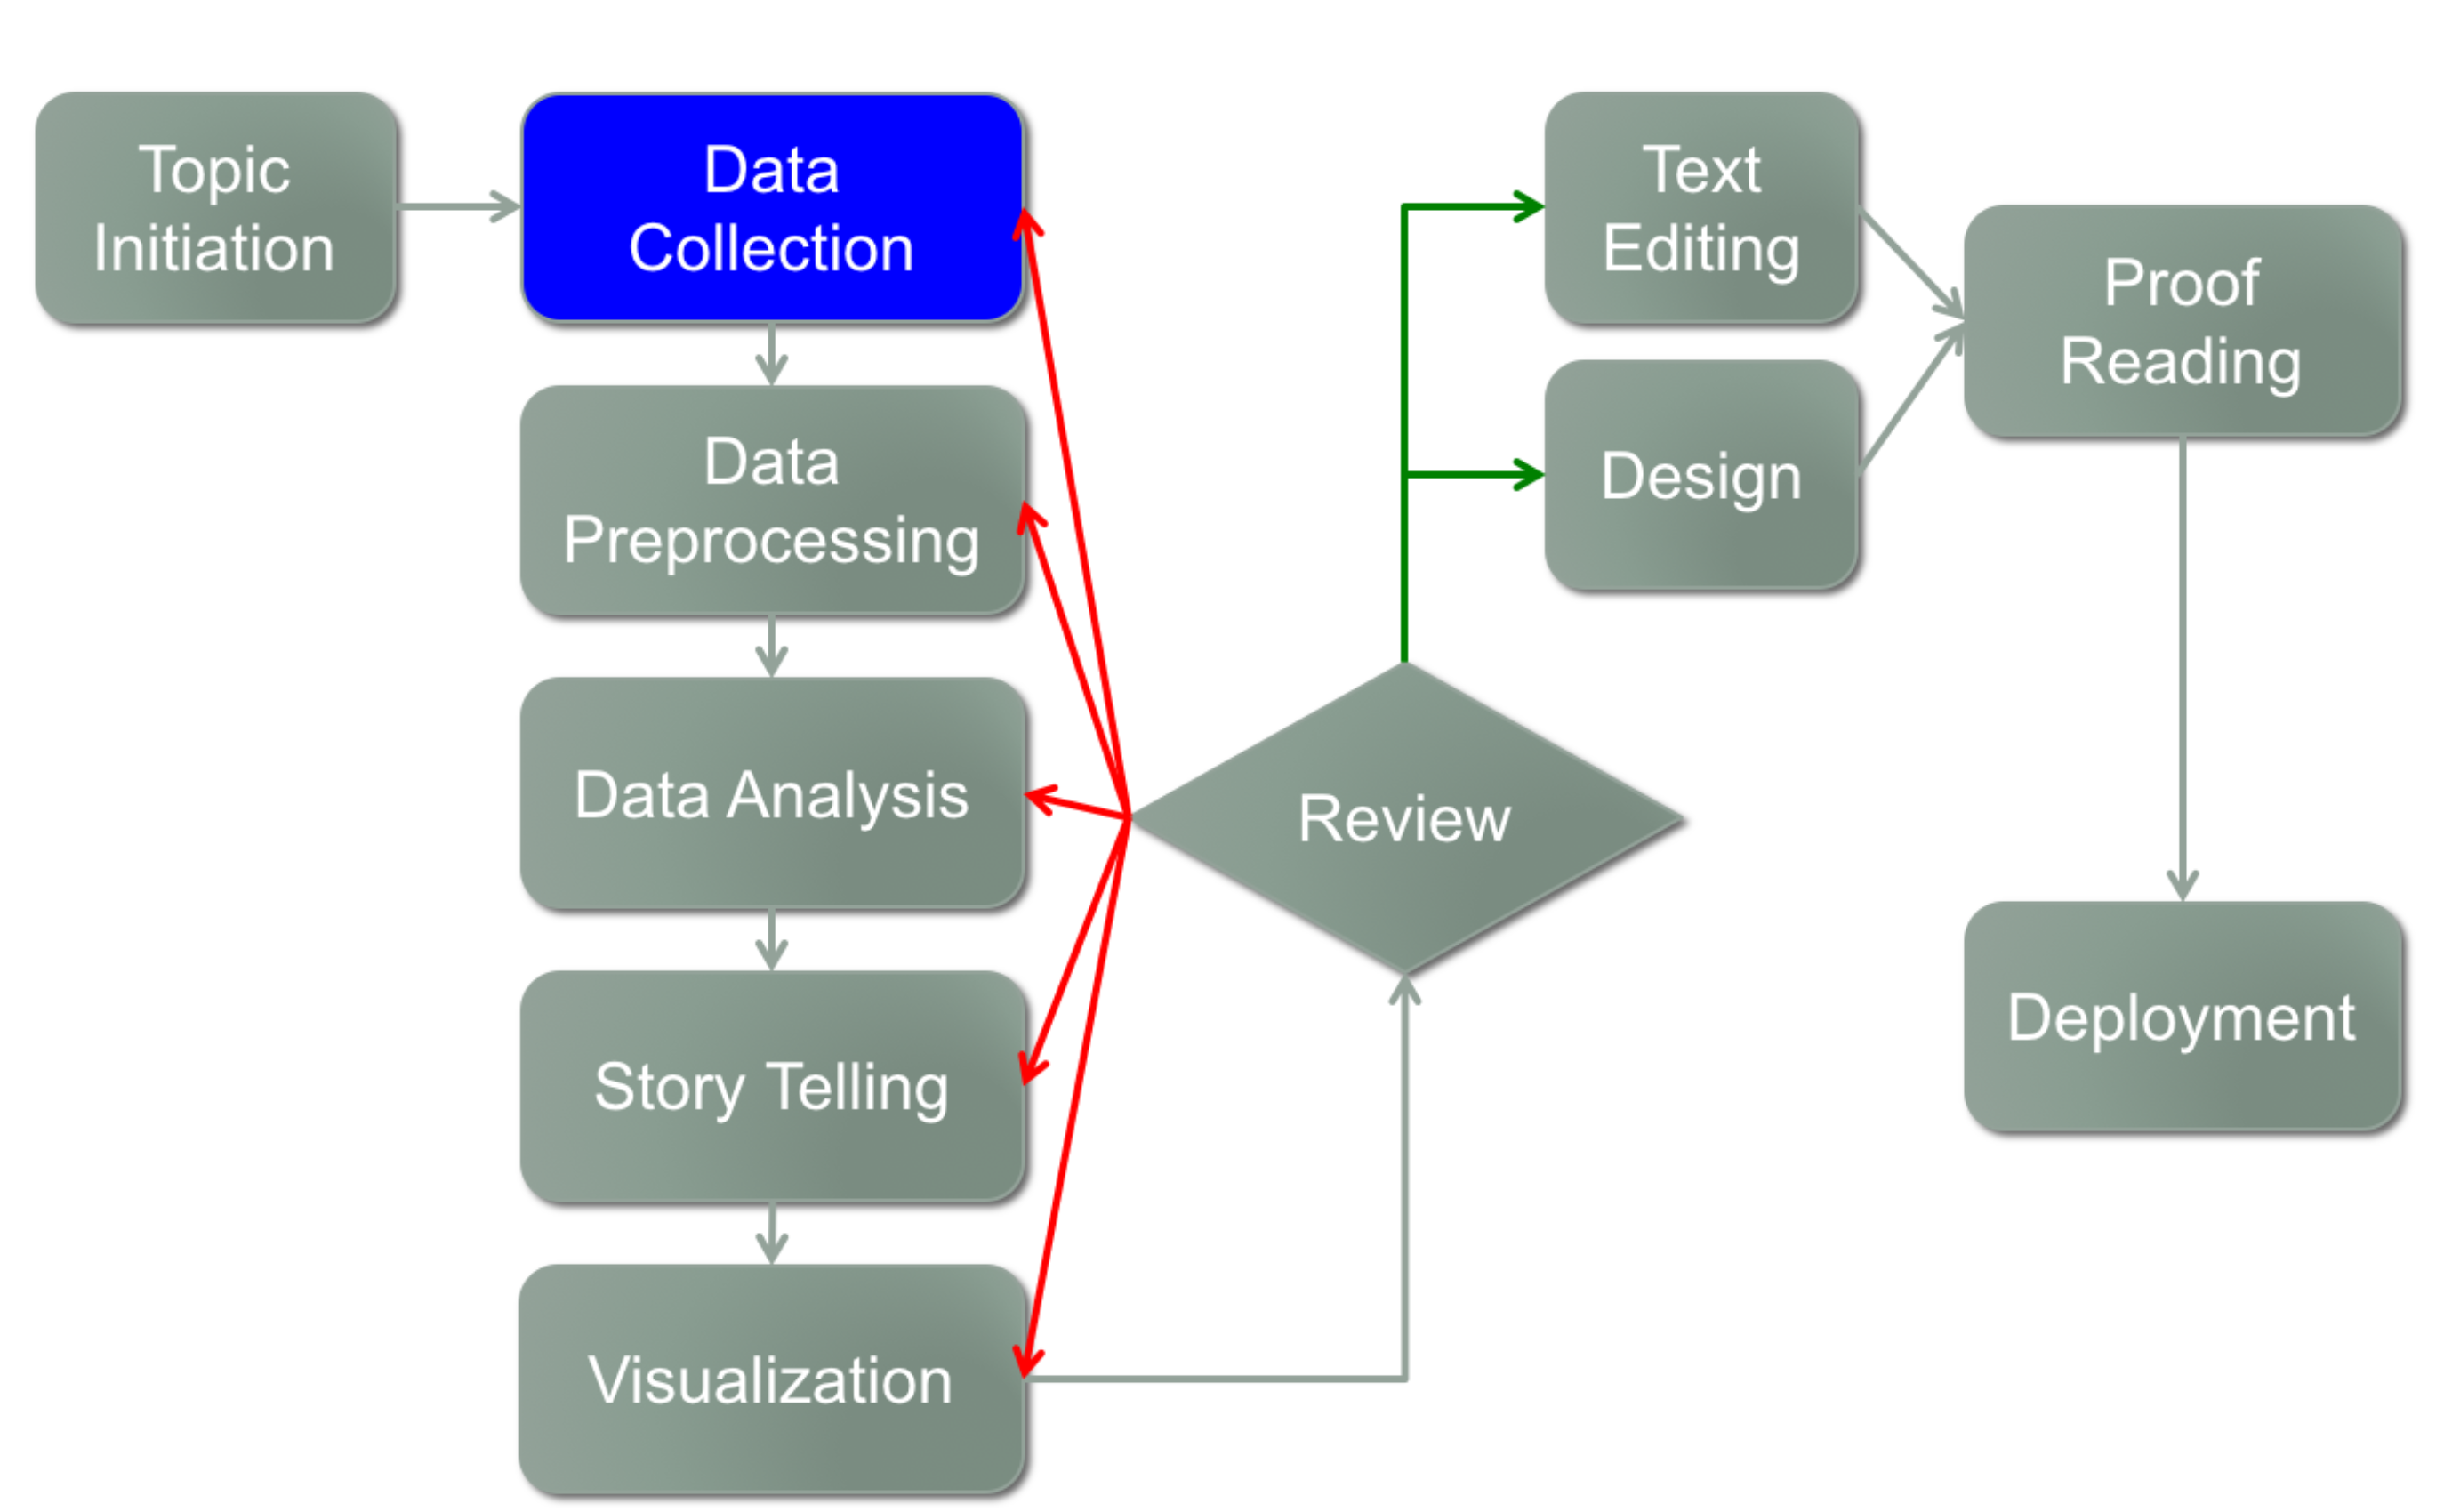 Topic
Initiation
Data
Collection
Data
Preprocessing
Data Analysis
Story Telling
Visualization
Review
Text
Editing
Design
Proof
Reading
Deployment